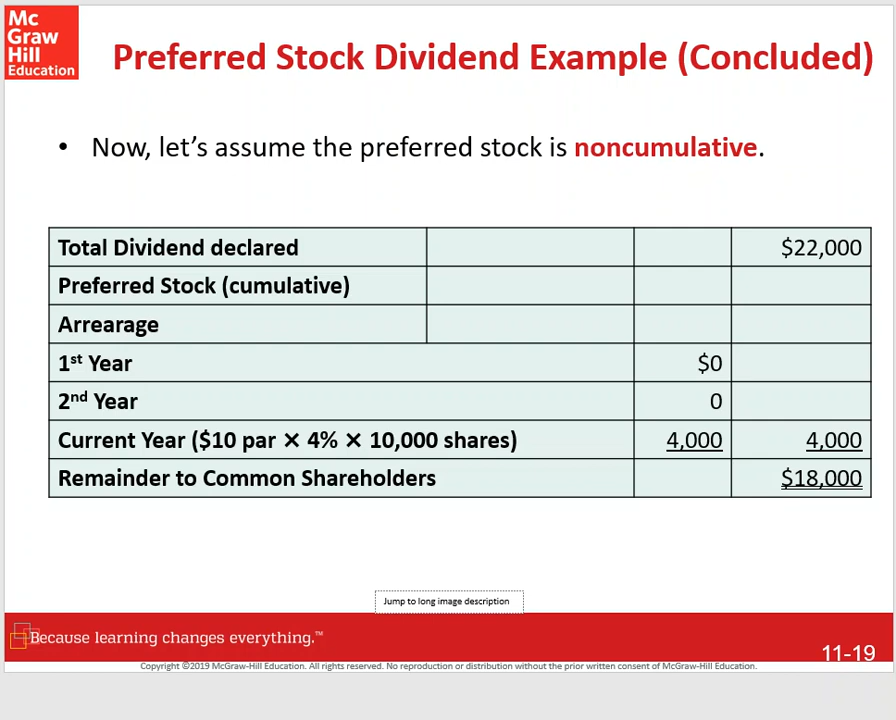 Mc
Graw
Hill
Education
Preferred Stock Dividend Example (Concluded)
• Now, let's assume the preferred stock is noncumulative.
Total Dividend declared $22,000
Preferred Stock (cumulative)
Arrearage
1st Year $0
2nd Year 0
Current Year ($10 par × 4% × 10,000 shares) 4,000 4,000
Remainder to Common Shareholders $18,000
Jump to long image description
Because learning changes everything.™
11-19
Copyright ©2019 McGraw-Hill Education. All rights reserved. No reproduction or distribution without the prior written consent of McGraw-Hill Education.